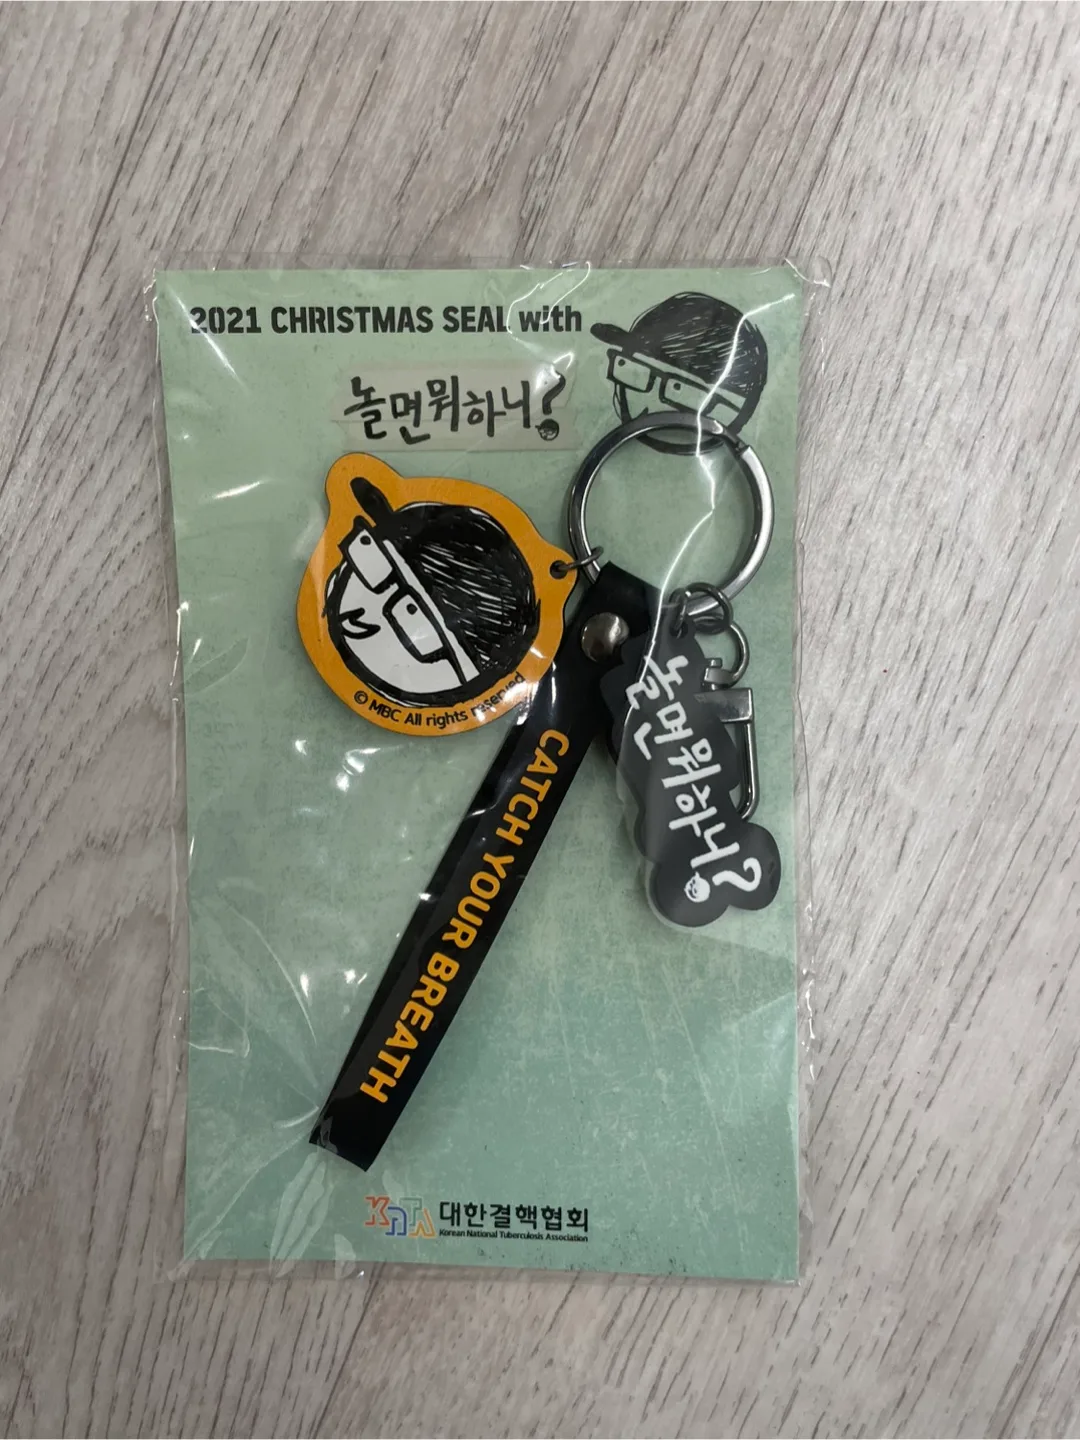 2021 CHRISTMAS SEAL with
놀면뭐하니?
© MBC All rights reserved
CATCH YOUR BREATH
놀면뭐하니?
KNTA 대한결핵협회
Korean National Tuberculosis Association